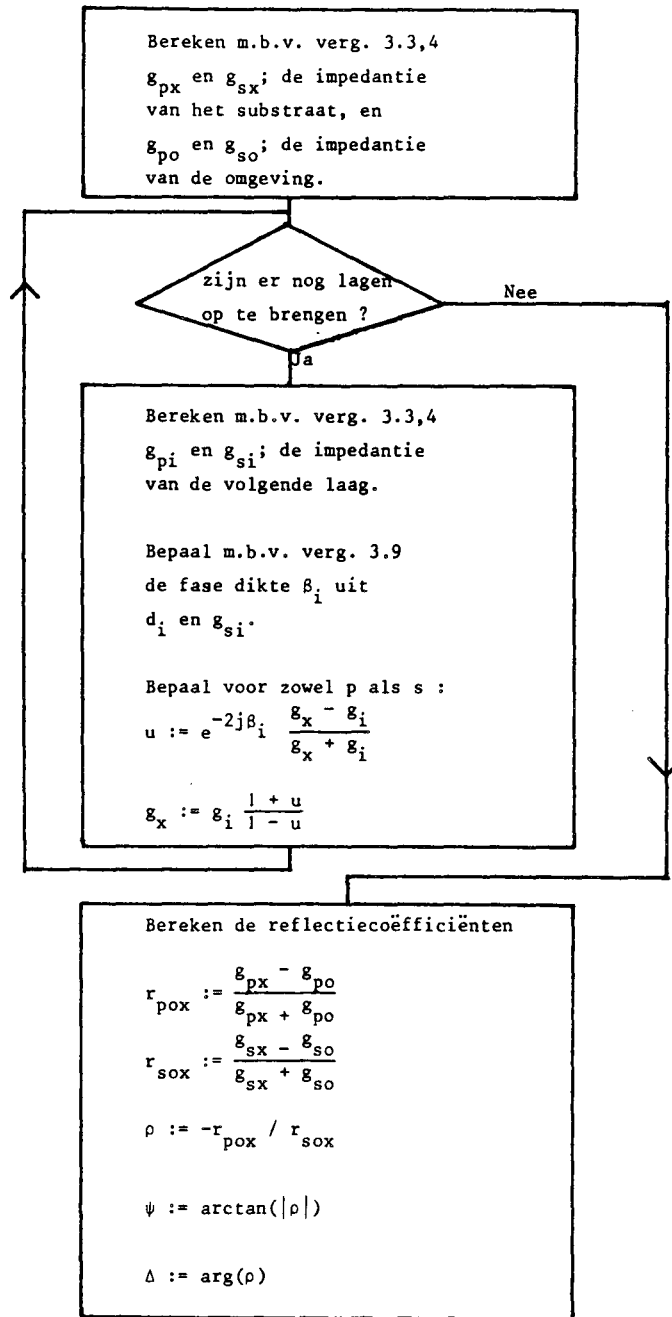 Bereken m.b.v. verg. 3.3,4
g_px en g_sx; de impedantie
van het substraat, en
g_po en g_so; de impedantie
van de omgeving.
zijn er nog lagen
op te brengen ?
Nee
Ja
Bereken m.b.v. verg. 3.3,4
g_pi en g_si; de impedantie
van de volgende laag.
Bepaal m.b.v. verg. 3.9
de fase dikte β_i uit
d_i en g_si.
Bepaal voor zowel p als s :
u := e^{-2jβ_i} (g_x - g_i) / (g_x + g_i)
g_x := g_i (1 + u) / (1 - u)
Bereken de reflectiecoëfficiënten
r_pox := (g_px - g_po) / (g_px + g_po)
r_sox := (g_sx - g_so) / (g_sx + g_so)
ρ := -r_pox / r_sox
ψ := arctan(|ρ|)
Δ := arg(ρ)